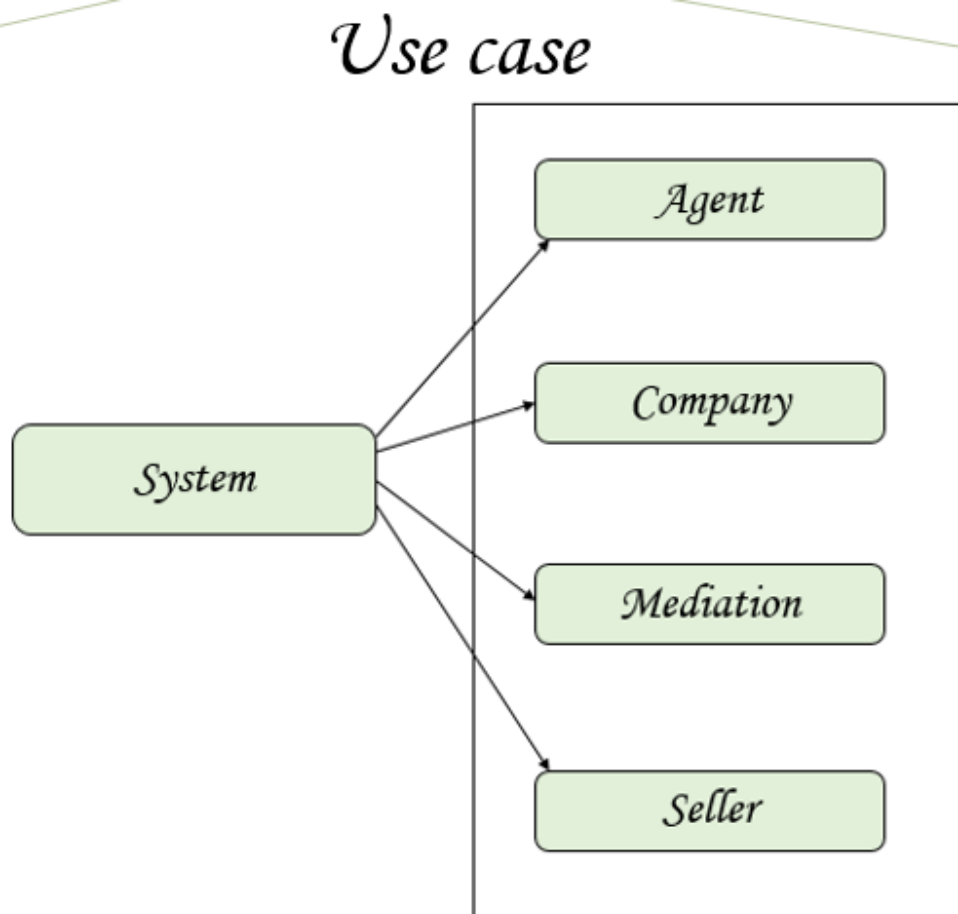 Use case
Agent
Company
System
Mediation
Seller